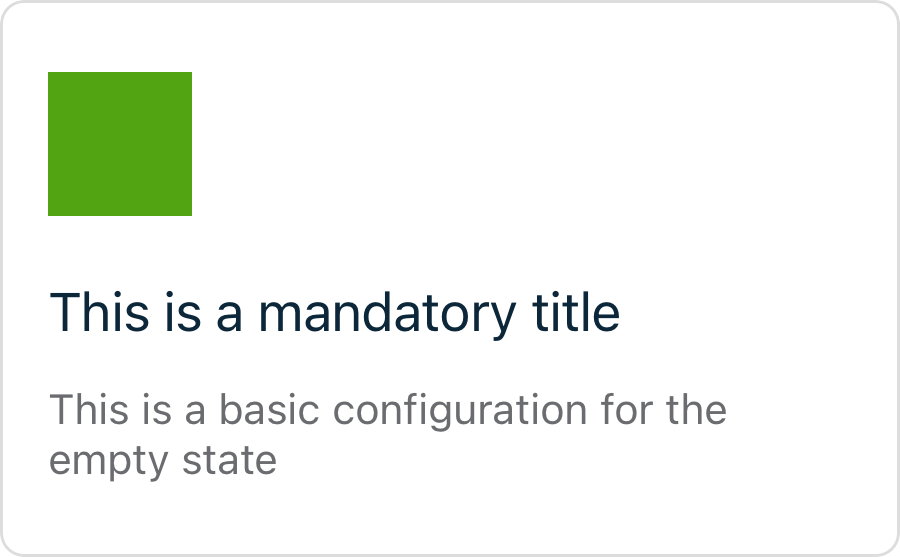 This is a mandatory title
This is a basic configuration for the
empty state